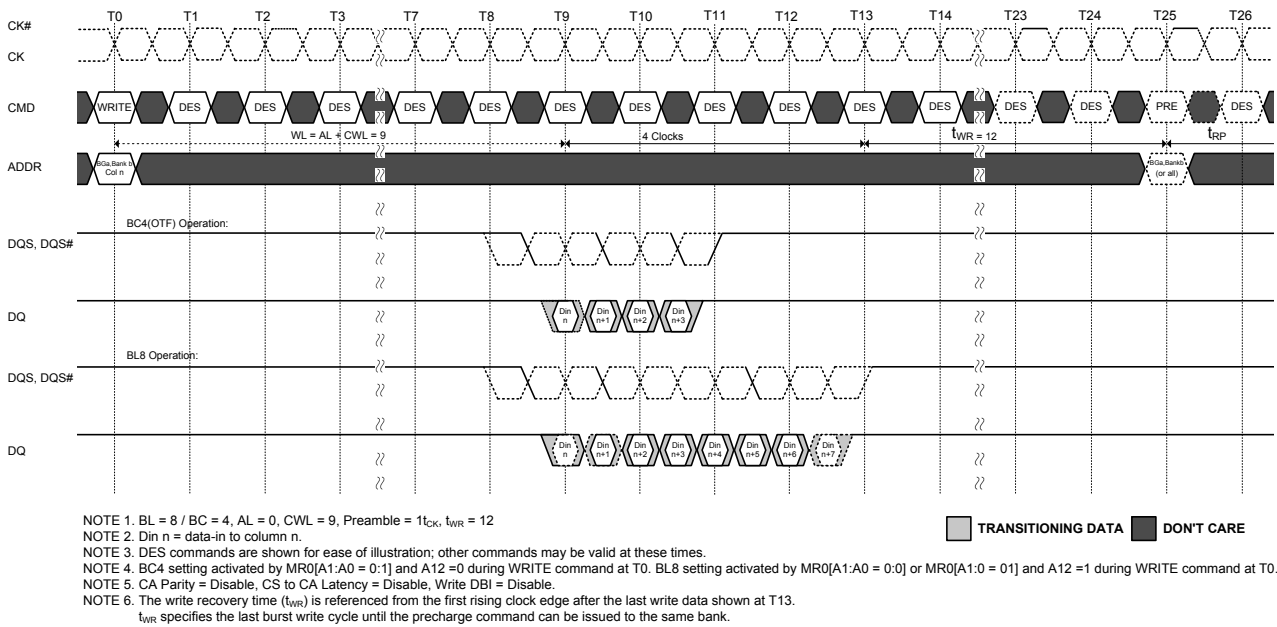 T0 T1 T2 T3 T7 T8 T9 T10 T11 T12 T13 T14 T23 T24 T25 T26
CK#
CK
CMD WRITE DES DES DES DES DES DES DES DES DES DES DES DES DES PRE DES
WL = AL + CWL = 9 4 Clocks tWR = 12 tRP
ADDR BGa,Bank b Col n BGa,Bankb (or all)
BC4(OTF) Operation:
DQS, DQS#
DQ Din n Din n+1 Din n+2 Din n+3
BL8 Operation:
DQS, DQS#
DQ Din n Din n+1 Din n+2 Din n+3 Din n+4 Din n+5 Din n+6 Din n+7
NOTE 1. BL = 8 / BC = 4, AL = 0, CWL = 9, Preamble = 1tCK, tWR = 12
TRANSITIONING DATA DON'T CARE
NOTE 2. Din n = data-in to column n.
NOTE 3. DES commands are shown for ease of illustration; other commands may be valid at these times.
NOTE 4. BC4 setting activated by MR0[A1:A0 = 0:1] and A12 =0 during WRITE command at T0. BL8 setting activated by MR0[A1:A0 = 0:0] or MR0[A1:0 = 01] and A12 =1 during WRITE command at T0.
NOTE 5. CA Parity = Disable, CS to CA Latency = Disable, Write DBI = Disable.
NOTE 6. The write recovery time (tWR) is referenced from the first rising clock edge after the last write data shown at T13.
tWR specifies the last burst write cycle until the precharge command can be issued to the same bank.